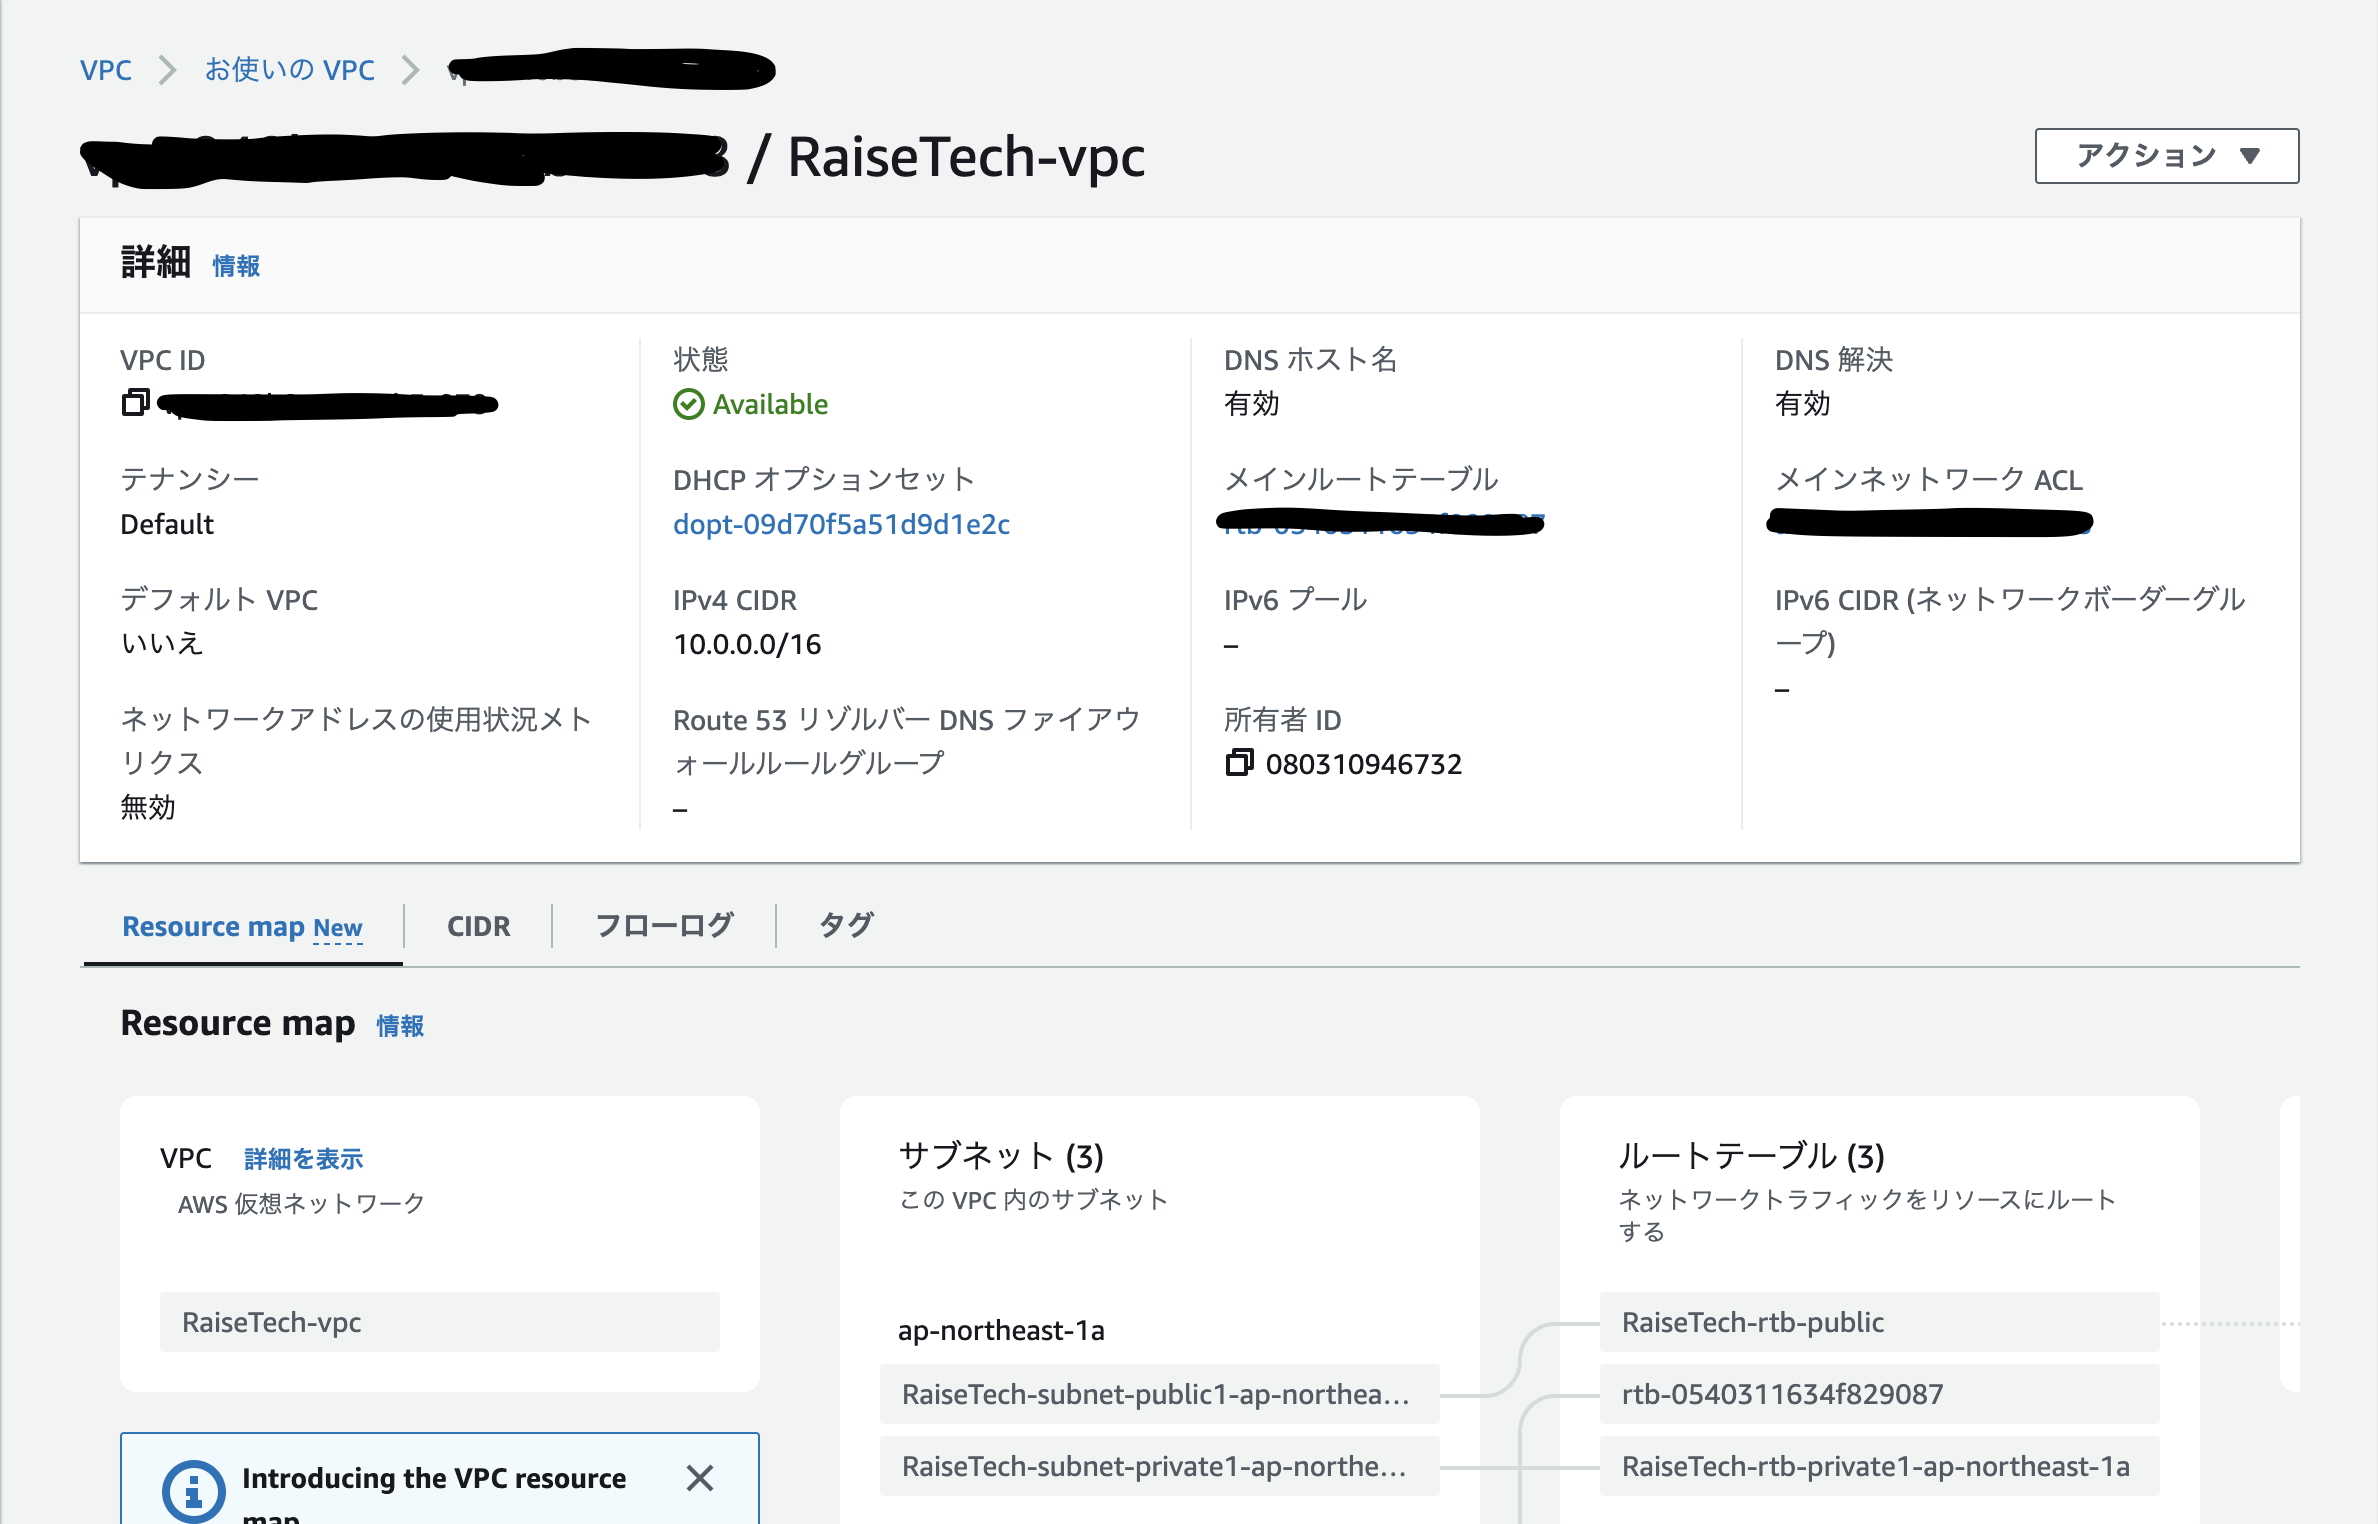 VPC
お使いの VPC
/ RaiseTech-vpc
アクション
詳細 情報
VPC ID
状態
Available
DNS ホスト名
有効
DNS 解決
有効
テナンシー
Default
DHCP オプションセット
dopt-09d70f5a51d9d1e2c
メインルートテーブル
メインネットワーク ACL
デフォルト VPC
いいえ
IPv4 CIDR
10.0.0.0/16
IPv6 プール
–
IPv6 CIDR (ネットワークボーダーグル
ープ)
–
ネットワークアドレスの使用状況メト
リクス
無効
Route 53 リゾルバー DNS ファイアウ
ォールルールグループ
–
所有者 ID
080310946732
Resource map New
CIDR
フローログ
タグ
Resource map 情報
VPC 詳細を表示
AWS 仮想ネットワーク
RaiseTech-vpc
サブネット (3)
この VPC 内のサブネット
ap-northeast-1a
RaiseTech-subnet-public1-ap-northea...
RaiseTech-subnet-private1-ap-northe...
ルートテーブル (3)
ネットワークトラフィックをリソースにルート
する
RaiseTech-rtb-public
rtb-0540311634f829087
RaiseTech-rtb-private1-ap-northeast-1a
Introducing the VPC resource
map